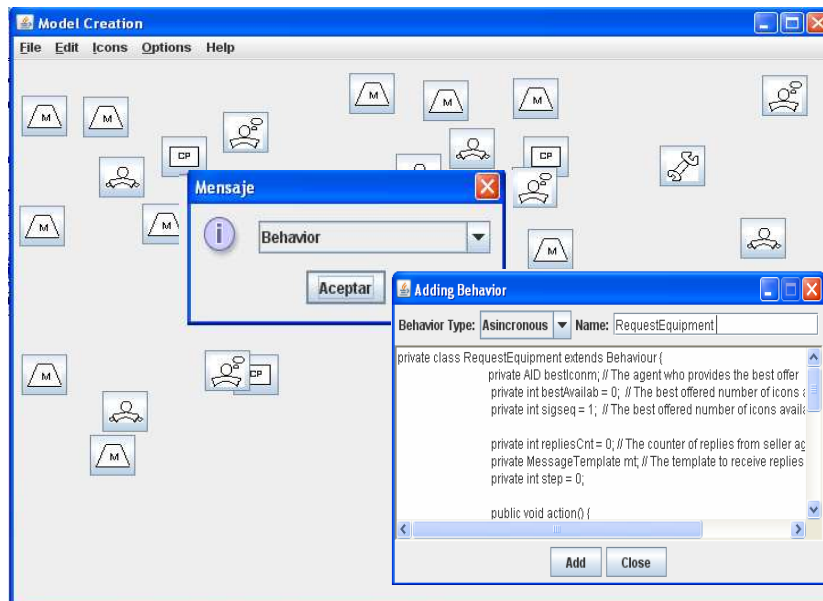 Model Creation
File Edit Icons Options Help
M
M
M
M
M
CP
CP
M
M
M
Mensaje
Behavior
Aceptar
Adding Behavior
Behavior Type: Asincronous Name: RequestEquipment
private class RequestEquipment extends Behaviour {
private AID bestIconm; // The agent who provides the best offer
private int bestAvailab = 0; // The best offered number of icons
private int sigseq = 1; // The best offered number of icons
private int repliesCnt = 0; // The counter of replies from seller
private MessageTemplate mt; // The template to receive replies
private int step = 0;
public void action() {
M
CP
M
Add Close